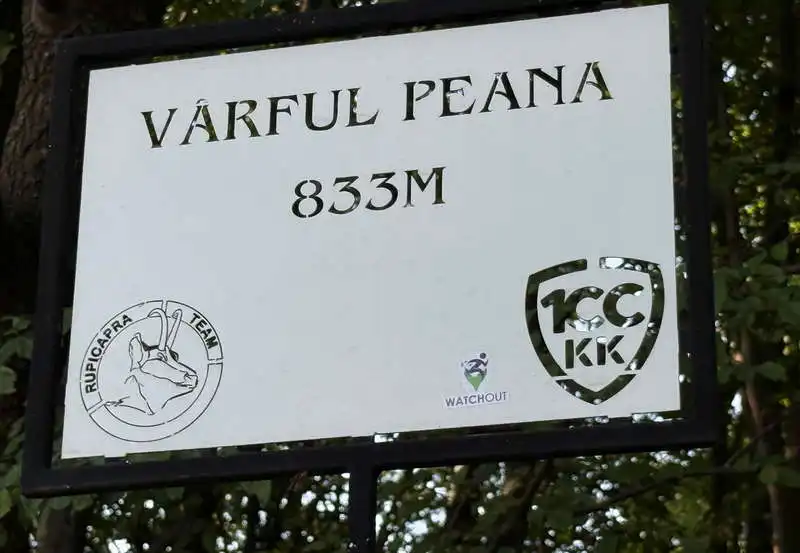 VÂRFUL PEANA
833M
RUPICAPRA TEAM
WATCHOUT
1CC
KK